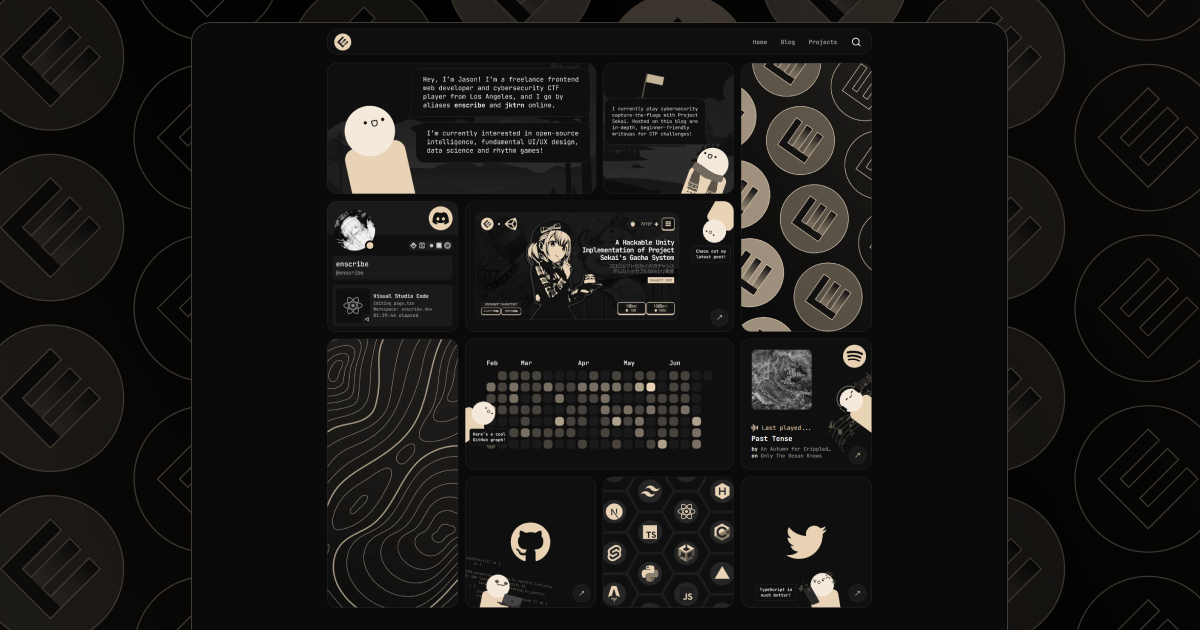 Home Blog Projects
Hey, I'm Jason! I'm a freelance frontend
web developer and cybersecurity CTF
player from Los Angeles, and I go by
aliases enscribe and jktrn online.
I'm currently interested in open-source
intelligence, fundamental UI/UX design,
data science and rhythm games!
I currently play cybersecurity
capture-the-flags with Project
Sekai. Hosted on this blog are
in-depth, beginner-friendly
writeups for CTF challenges!
enscribe
@enscribe
Visual Studio Code
Editing page.tsx
Workspace: enscribe.dev
01:39:44 elapsed
A Hackable Unity
Implementation of Project
Sekai's Gacha System
Check out my
latest post!
Feb Mar Apr May Jun
Here's a cool
GitHub graph!
Last played...
Past Tense
by An Autumn for Crippled…
on Only The Ocean Knows
N
TS
H
C
JS
TypeScript is
much better!